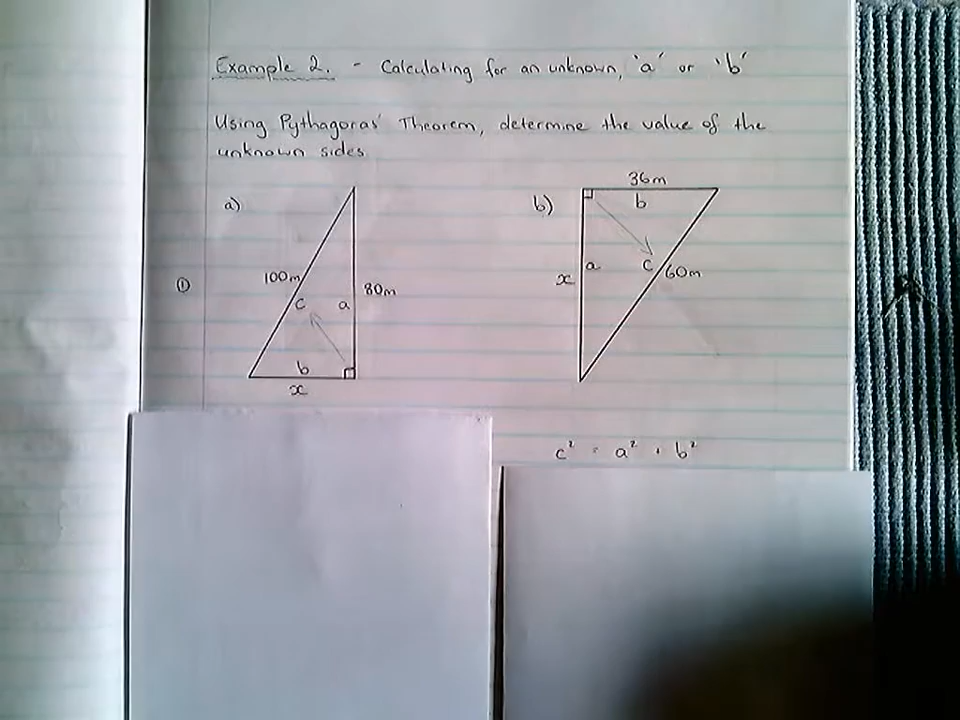 Example 2. - Calculating for an unknown, 'a' or 'b'
Using Pythagoras' Theorem, determine the value of the
unknown sides
a)
①
100m
c
a
80m
b
x
b)
36m
b
x
a
c
60m
c² = a² + b²